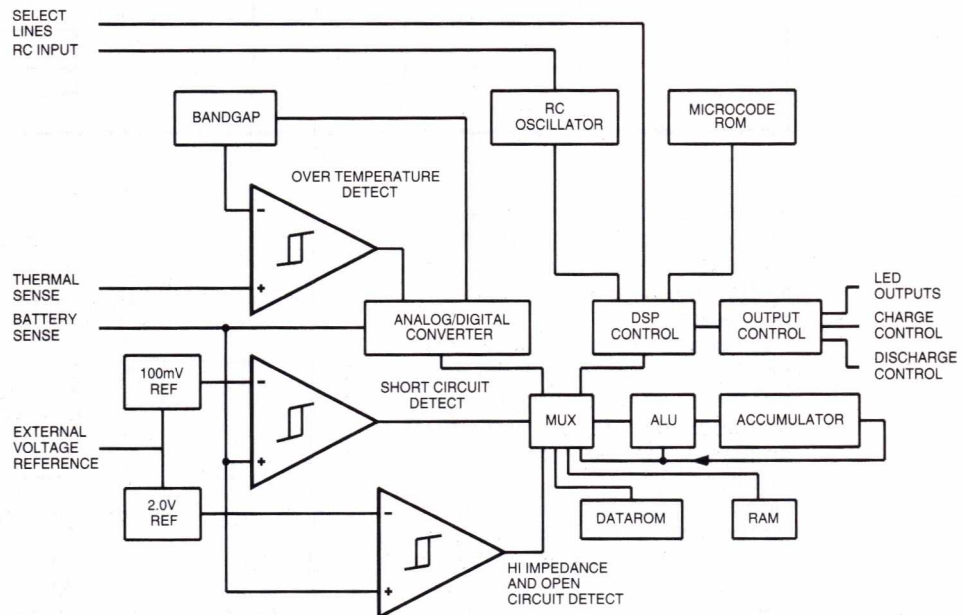 SELECT
LINES
RC INPUT
BANDGAP
RC
OSCILLATOR
MICROCODE
ROM
OVER TEMPERATURE
DETECT
−
+
THERMAL
SENSE
BATTERY
SENSE
ANALOG/DIGITAL
CONVERTER
DSP
CONTROL
OUTPUT
CONTROL
LED
OUTPUTS
CHARGE
CONTROL
DISCHARGE
CONTROL
100mV
REF
−
+
SHORT CIRCUIT
DETECT
MUX
ALU
ACCUMULATOR
EXTERNAL
VOLTAGE
REFERENCE
2.0V
REF
−
+
DATAROM
RAM
HI IMPEDANCE
AND OPEN
CIRCUIT DETECT